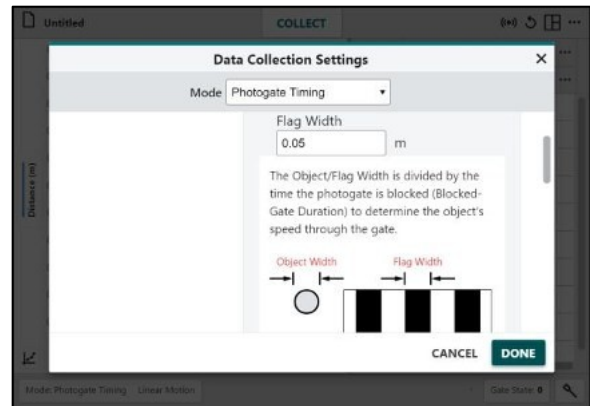 Untitled
COLLECT
Data Collection Settings
Mode Photogate Timing
Flag Width
0.05 m
The Object/Flag Width is divided by the
time the photogate is blocked (Blocked-
Gate Duration) to determine the object's
speed through the gate.
Object Width Flag Width
Distance (m)
CANCEL DONE
Mode: Photogate Timing Linear Motion Gate State: 0